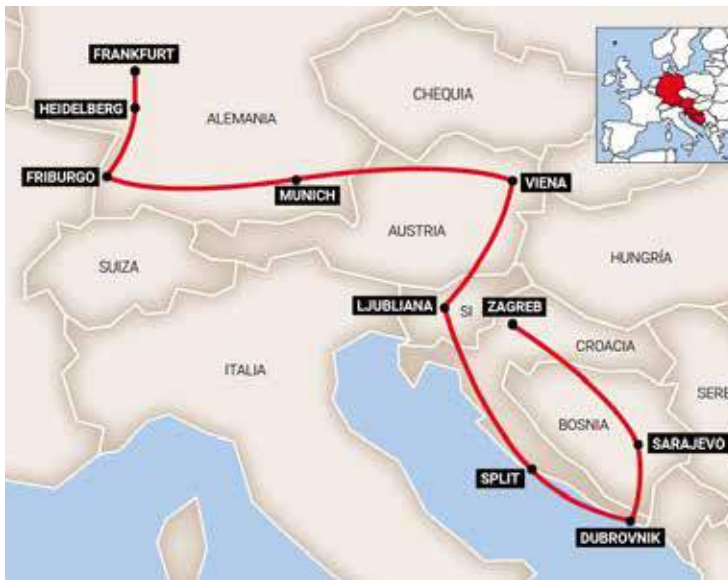 FRANKFURT
CHEQUIA
HEIDELBERG
ALEMANIA
FRIBURGO
MUNICH
VIENA
AUSTRIA
SUIZA
HUNGRÍA
LJUBLIANA
SI
ZAGREB
CROACIA
ITALIA
SERB
BOSNIA
SARAJEVO
SPLIT
DUBROVNIK